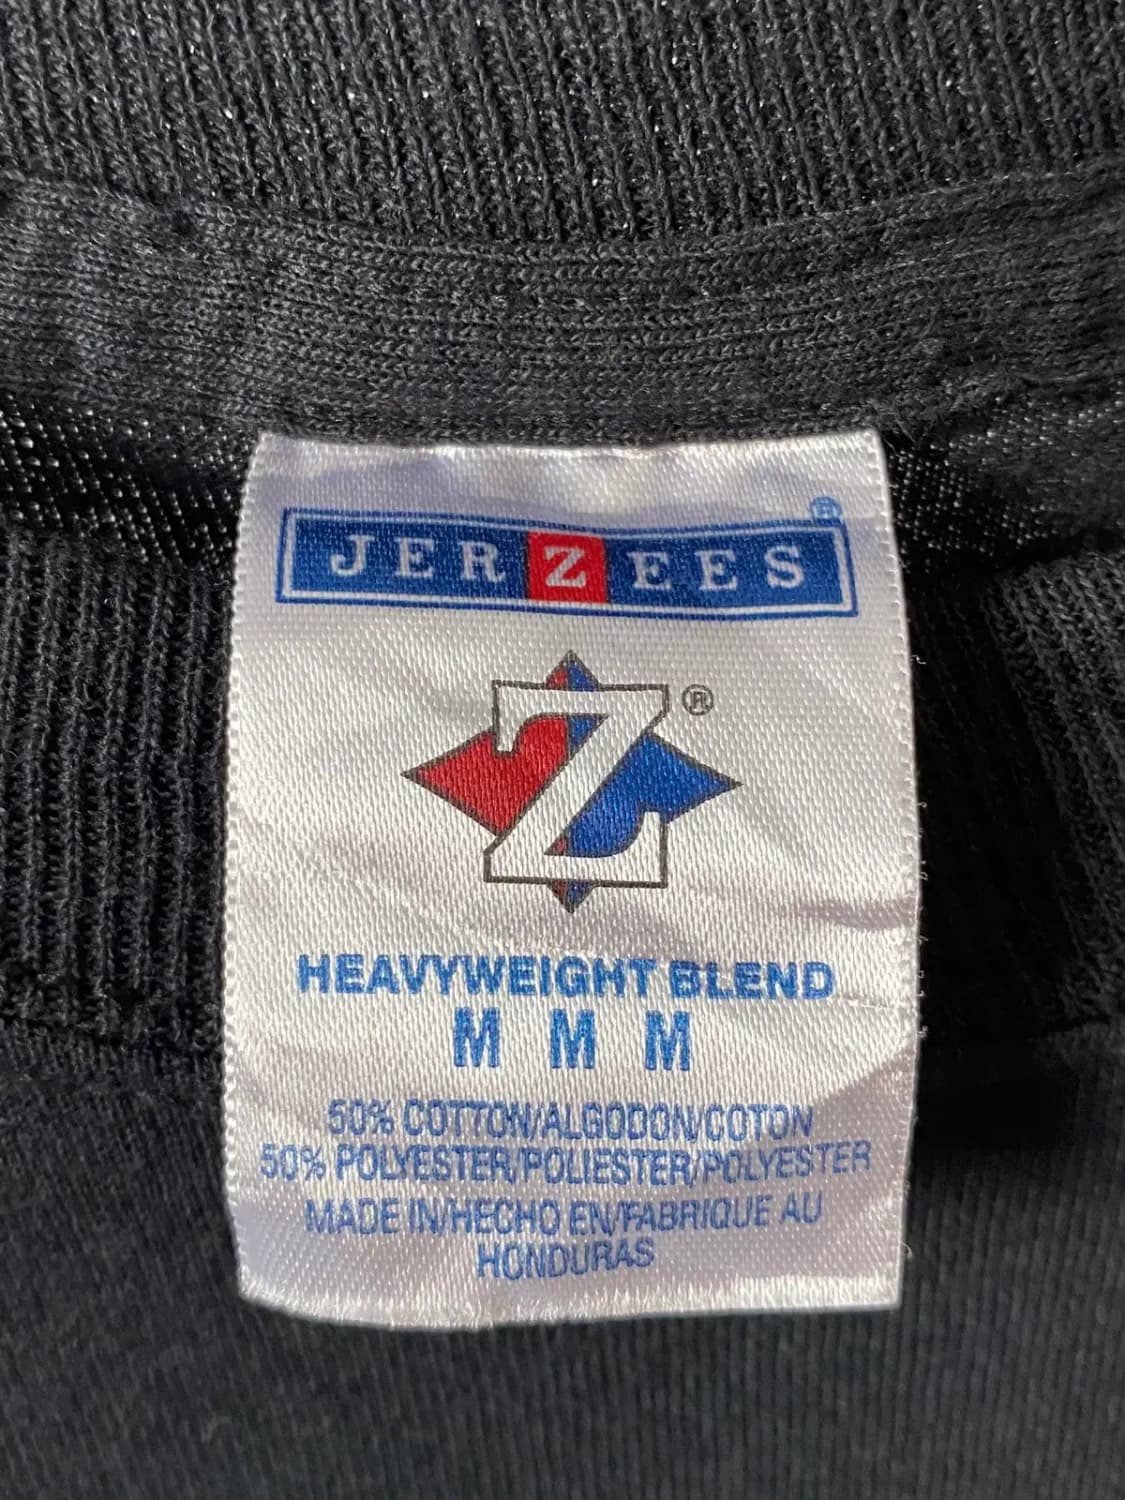 JERZEES®
Z®
HEAVYWEIGHT BLEND
M M M
50% COTTON/ALGODON/COTON
50% POLYESTER/POLIESTER/POLYESTER
MADE IN/HECHO EN/FABRIQUE AU
HONDURAS